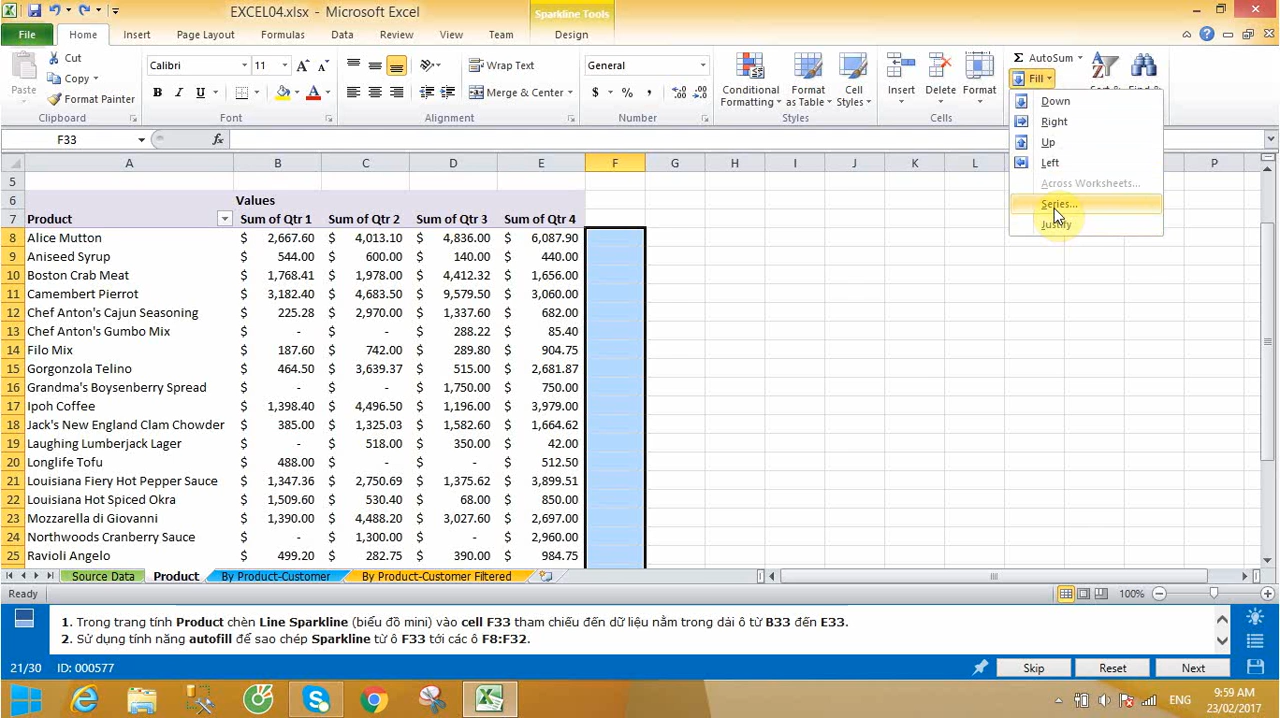 EXCEL04.xlsx - Microsoft Excel
Sparkline Tools
File Home Insert Page Layout Formulas Data Review View Team Design
Cut
Copy
Format Painter
Paste
Clipboard
Calibri 11
B I U
Font
Wrap Text
Merge & Center
Alignment
General
$ % ,
Number
Conditional Formatting
Format as Table
Cell Styles
Styles
Insert Delete Format
Cells
Σ AutoSum
Fill
Down
Right
Up
Left
Across Worksheets...
Series...
Justify
F33 fx
A B C D E F G H I J K L P
5
6 Values
7 Product Sum of Qtr 1 Sum of Qtr 2 Sum of Qtr 3 Sum of Qtr 4
8 Alice Mutton $ 2,667.60 $ 4,013.10 $ 4,836.00 $ 6,087.90
9 Aniseed Syrup $ 544.00 $ 600.00 $ 140.00 $ 440.00
10 Boston Crab Meat $ 1,768.41 $ 1,978.00 $ 4,412.32 $ 1,656.00
11 Camembert Pierrot $ 3,182.40 $ 4,683.50 $ 9,579.50 $ 3,060.00
12 Chef Anton's Cajun Seasoning $ 225.28 $ 2,970.00 $ 1,337.60 $ 682.00
13 Chef Anton's Gumbo Mix $ - $ - $ 288.22 $ 85.40
14 Filo Mix $ 187.60 $ 742.00 $ 289.80 $ 904.75
15 Gorgonzola Telino $ 464.50 $ 3,639.37 $ 515.00 $ 2,681.87
16 Grandma's Boysenberry Spread $ - $ - $ 1,750.00 $ 750.00
17 Ipoh Coffee $ 1,398.40 $ 4,496.50 $ 1,196.00 $ 3,979.00
18 Jack's New England Clam Chowder $ 385.00 $ 1,325.03 $ 1,582.60 $ 1,664.62
19 Laughing Lumberjack Lager $ - $ 518.00 $ 350.00 $ 42.00
20 Longlife Tofu $ 488.00 $ - $ - $ 512.50
21 Louisiana Fiery Hot Pepper Sauce $ 1,347.36 $ 2,750.69 $ 1,375.62 $ 3,899.51
22 Louisiana Hot Spiced Okra $ 1,509.60 $ 530.40 $ 68.00 $ 850.00
23 Mozzarella di Giovanni $ 1,390.00 $ 4,488.20 $ 3,027.60 $ 2,697.00
24 Northwoods Cranberry Sauce $ - $ 1,300.00 $ - $ 2,960.00
25 Ravioli Angelo $ 499.20 $ 282.75 $ 390.00 $ 984.75
Source Data Product By Product-Customer By Product-Customer Filtered
Ready 100%
1. Trong trang tính Product chèn Line Sparkline (biểu đồ mini) vào cell F33 tham chiếu đến dữ liệu nằm trong dải ô từ B33 đến E33.
2. Sử dụng tính năng autofill để sao chép Sparkline từ ô F33 tới các ô F8:F32.
21/30 ID: 000577 Skip Reset Next
ENG 9:59 AM
23/02/2017